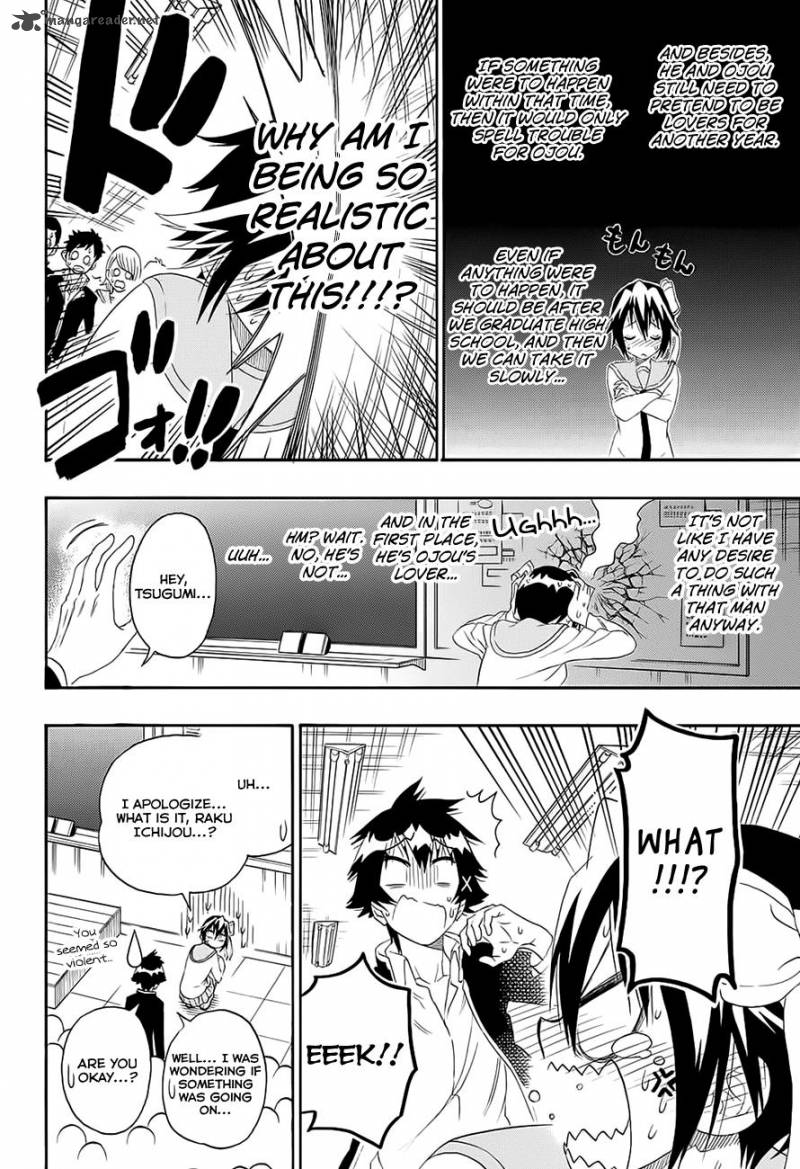 mangareader.net
AND BESIDES,
HE AND OJOU
STILL NEED TO
PRETEND TO BE
LOVERS FOR
ANOTHER YEAR.
IF SOMETHING
WERE TO HAPPEN
WITHIN THAT TIME,
THEN IT WOULD ONLY
SPELL TROUBLE
FOR OJOU.
もんもん
EVEN IF
ANYTHING WERE
TO HAPPEN, IT
SHOULD BE AFTER
WE GRADUATE HIGH
SCHOOL, AND THEN
WE CAN TAKE IT
SLOWLY...
WHY AM I
BEING SO
REALISTIC
ABOUT
THIS!!!?
ドゴォ!!
IT'S NOT
LIKE I HAVE
ANY DESIRE
TO DO SUCH
A THING WITH
THAT MAN
ANYWAY.
Ughhh...
AND IN THE
FIRST PLACE,
HE'S OJOU'S
LOVER...
HM? WAIT.
NO, HE'S
NOT...
UUH...
HEY,
TSUGUMI...
WHAT
!!!?
EEEK!!
UH...
I APOLOGIZE...
WHAT IS IT, RAKU
ICHIJOU...?
You
seemed so
violent...
WELL... I WAS
WONDERING IF
SOMETHING
WAS GOING
ON...
ARE YOU
OKAY...?